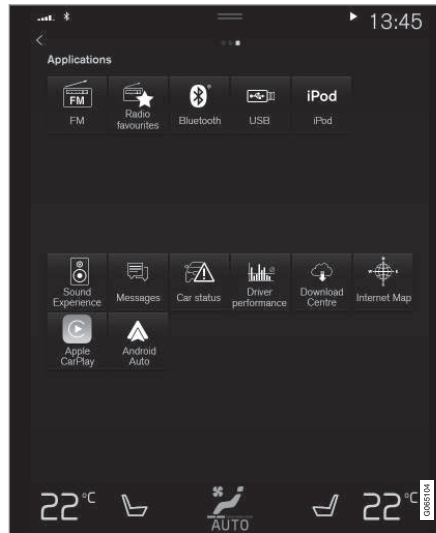 13:45
Applications
FM
FM
Radio
favourites
Bluetooth
USB
iPod
iPod
Sound
Experience
Messages
Car status
Driver
performance
Download
Centre
Internet Map
Apple
CarPlay
Android
Auto
22°C
AUTO
22°C
G065104